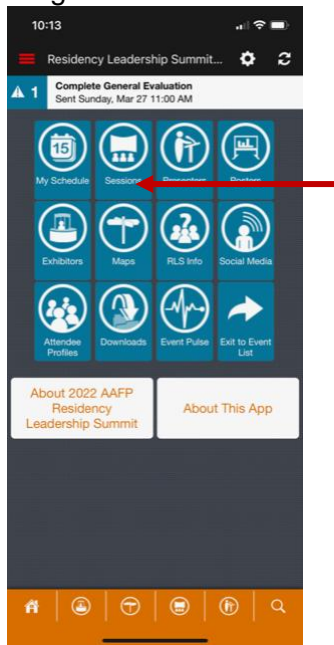 10:13
Residency Leadership Summit...
1
Complete General Evaluation
Sent Sunday, Mar 27 11:00 AM
15
My Schedule
Sessions
Presenters
Posters
Exhibitors
Maps
RLS Info
Social Media
Attendee
Profiles
Downloads
Event Pulse
Exit to Event
List
About 2022 AAFP
Residency
Leadership Summit
About This App